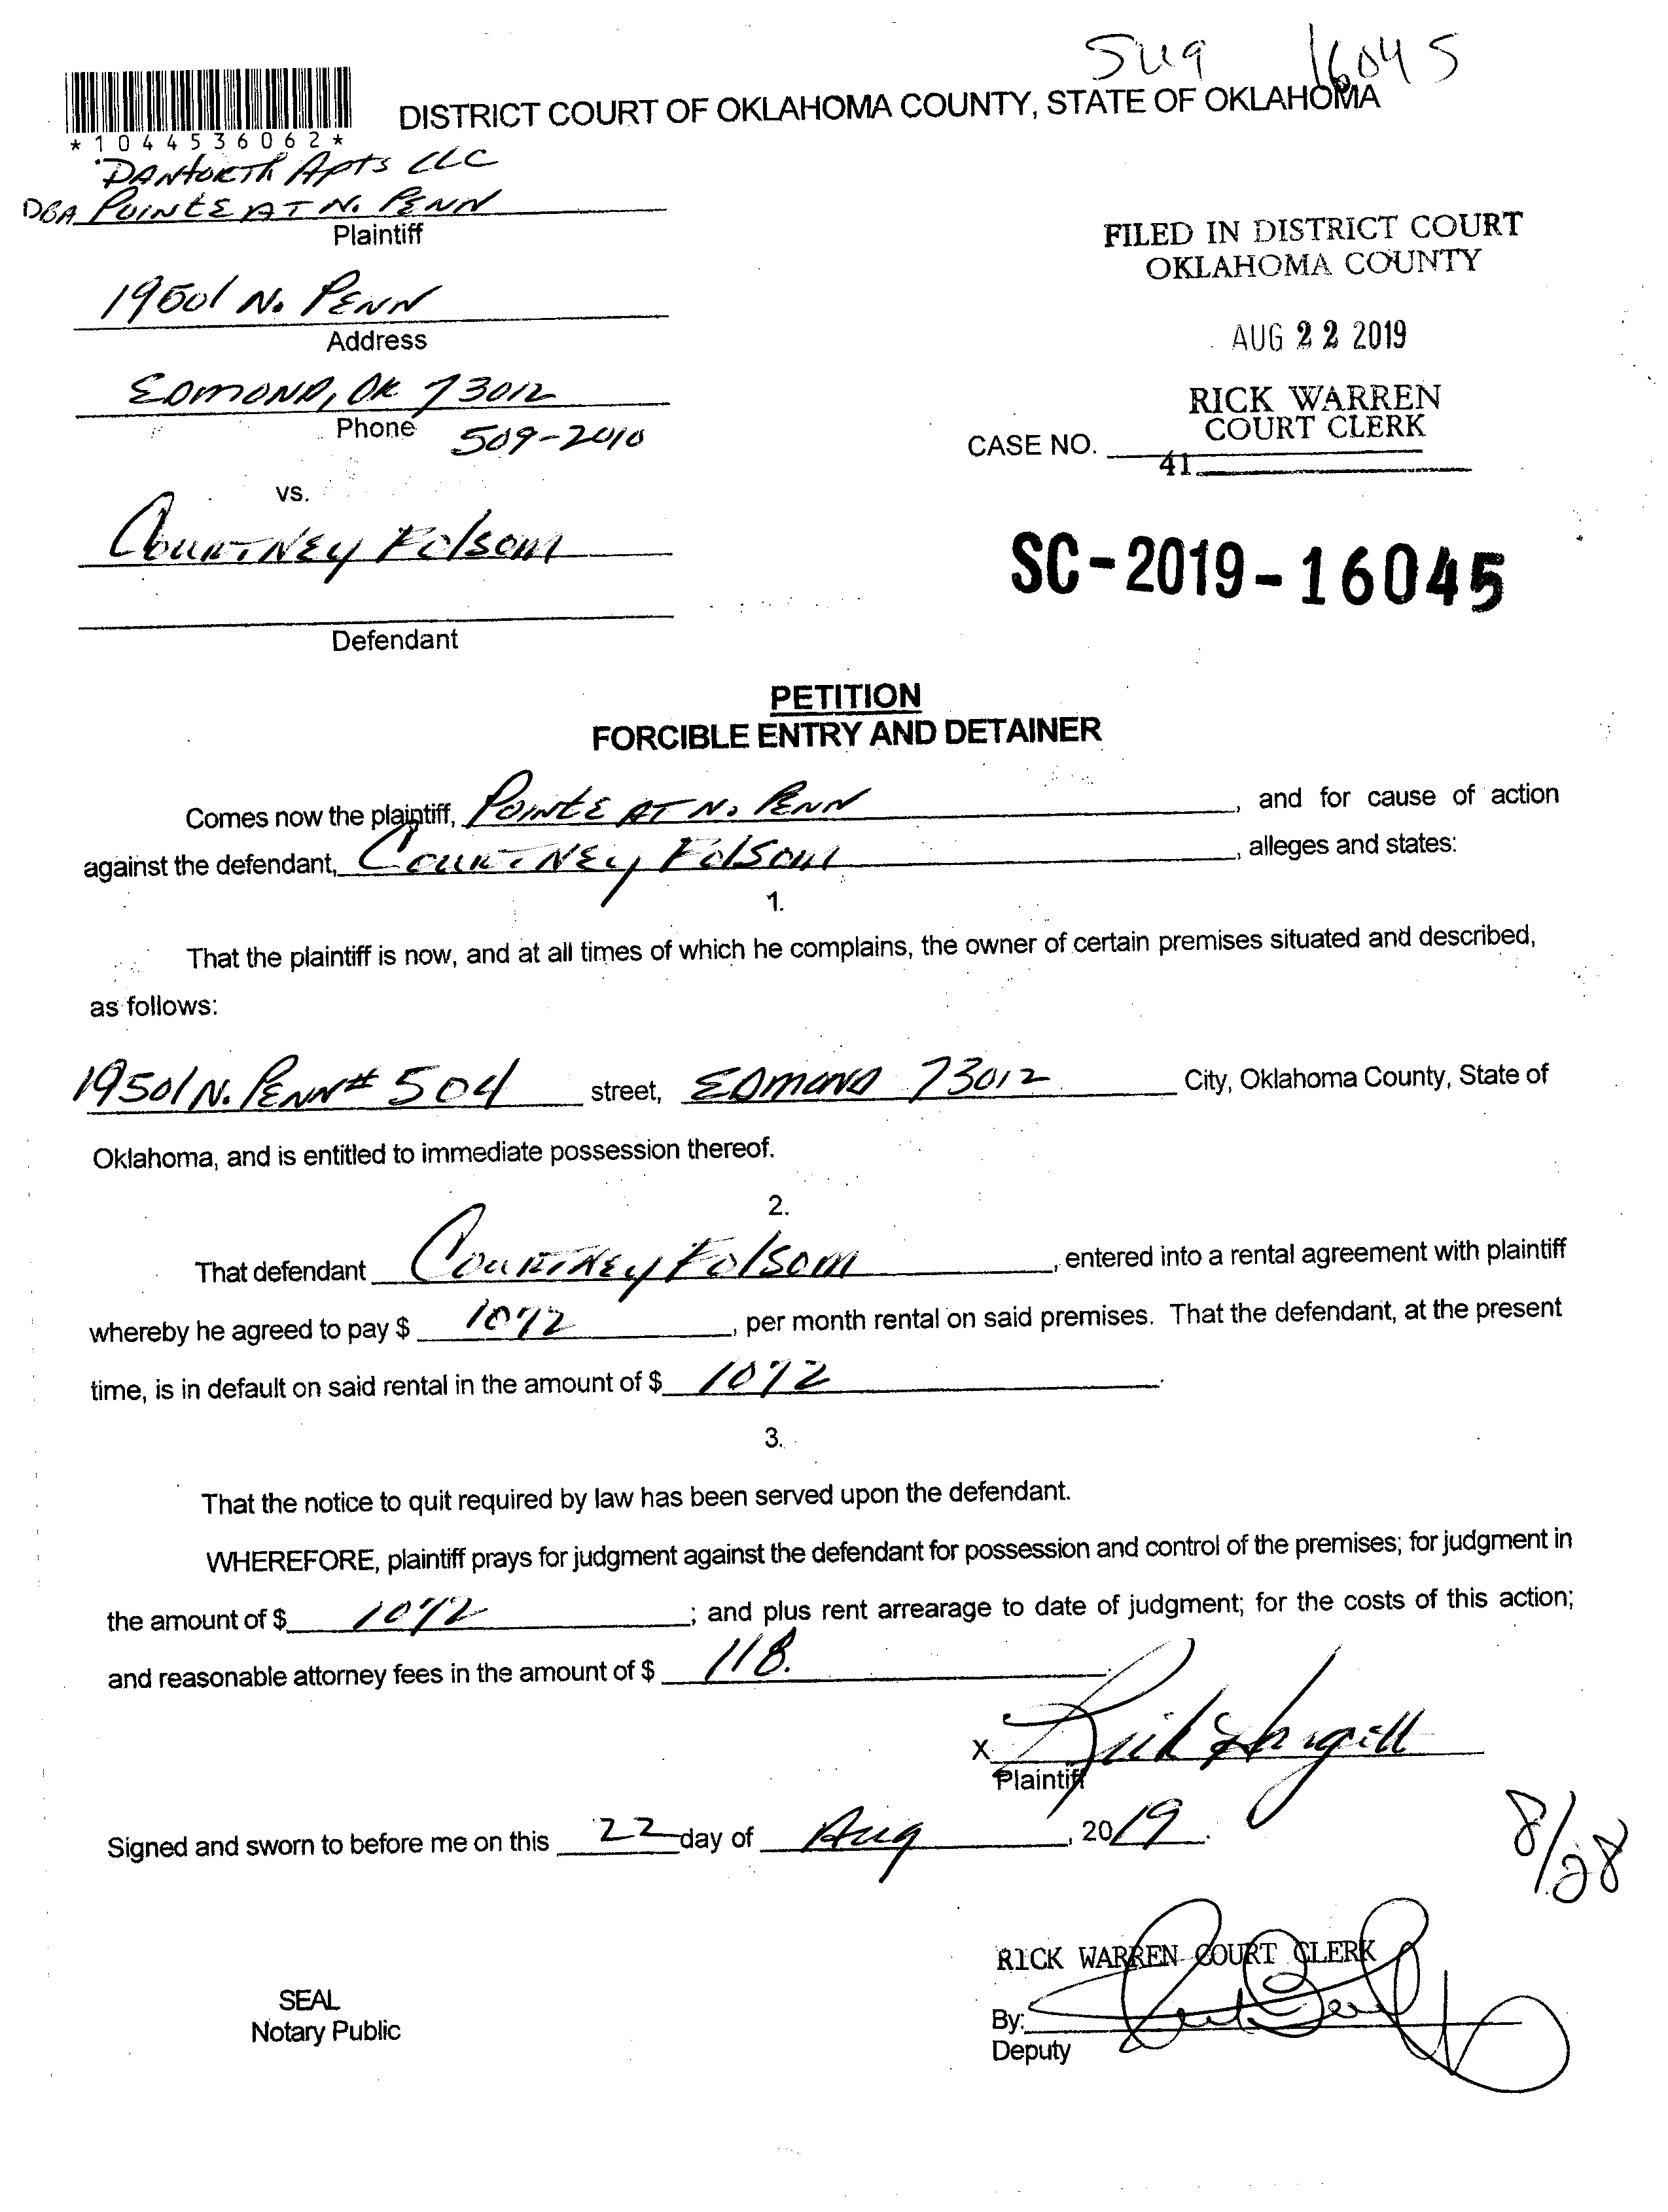 SUG 16045
DISTRICT COURT OF OKLAHOMA COUNTY, STATE OF OKLAHOMA
*1044536062*
DANFORTH APTS LLC
DBA POINTE AT N. PENN
Plaintiff
FILED IN DISTRICT COURT
OKLAHOMA COUNTY
19501 N. PENN
Address
AUG 22 2019
EDMOND, OK 73012
RICK WARREN
COURT CLERK
Phone 509-2010
CASE NO.
41
vs.
COURTNEY FOLSOM
SC-2019-16045
Defendant
PETITION
FORCIBLE ENTRY AND DETAINER
Comes now the plaintiff, POINTE AT N. PENN, and for cause of action
against the defendant, COURTNEY FOLSOM, alleges and states:
1.
That the plaintiff is now, and at all times of which he complains, the owner of certain premises situated and described,
as follows:
19501 N. PENN # 504 street, EDMOND 73012 City, Oklahoma County, State of
Oklahoma, and is entitled to immediate possession thereof.
2.
That defendant COURTNEY FOLSOM, entered into a rental agreement with plaintiff
whereby he agreed to pay $ 1072, per month rental on said premises. That the defendant, at the present
time, is in default on said rental in the amount of $ 1072.
3.
That the notice to quit required by law has been served upon the defendant.
WHEREFORE, plaintiff prays for judgment against the defendant for possession and control of the premises; for judgment in
the amount of $ 1072; and plus rent arrearage to date of judgment; for the costs of this action;
and reasonable attorney fees in the amount of $ 118.
X Rick Hargill
Plaintiff
Signed and sworn to before me on this 22 day of Aug, 2019.
8/28
RICK WARREN COURT CLERK
SEAL
By:
Notary Public
Deputy